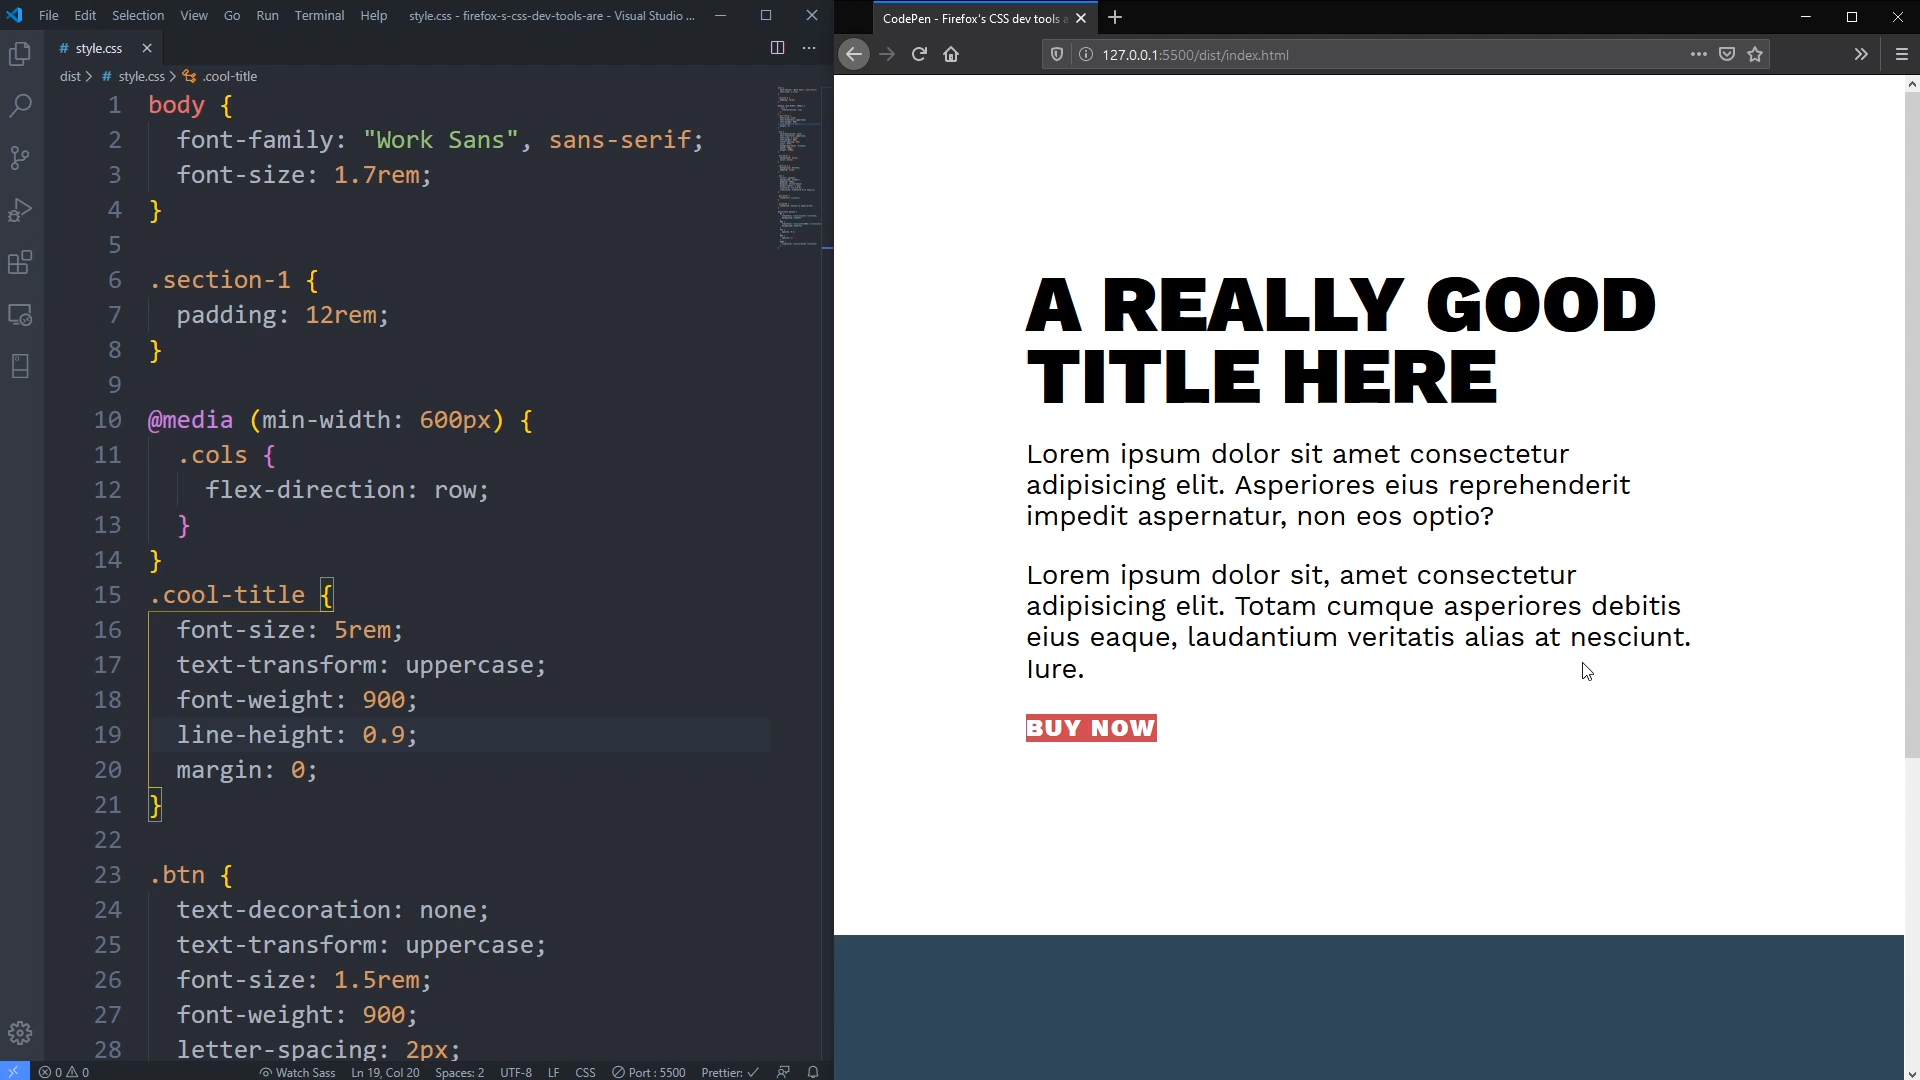 File Edit Selection View Go Run Terminal Help style.css - firefox-s-css-dev-tools-are - Visual Studio ...
# style.css
dist > # style.css > .cool-title
1 body {
2 font-family: "Work Sans", sans-serif;
3 font-size: 1.7rem;
4 }
5
6 .section-1 {
7 padding: 12rem;
8 }
9
10 @media (min-width: 600px) {
11 .cols {
12 flex-direction: row;
13 }
14 }
15 .cool-title {
16 font-size: 5rem;
17 text-transform: uppercase;
18 font-weight: 900;
19 line-height: 0.9;
20 margin: 0;
21 }
22
23 .btn {
24 text-decoration: none;
25 text-transform: uppercase;
26 font-size: 1.5rem;
27 font-weight: 900;
28 letter-spacing: 2px;
0 0 Watch Sass Ln 19, Col 20 Spaces: 2 UTF-8 LF CSS Port : 5500 Prettier: ✓
CodePen - Firefox's CSS dev tools
127.0.0.1:5500/dist/index.html
A REALLY GOOD
TITLE HERE
Lorem ipsum dolor sit amet consectetur
adipisicing elit. Asperiores eius reprehenderit
impedit aspernatur, non eos optio?
Lorem ipsum dolor sit, amet consectetur
adipisicing elit. Totam cumque asperiores debitis
eius eaque, laudantium veritatis alias at nesciunt.
Iure.
BUY NOW